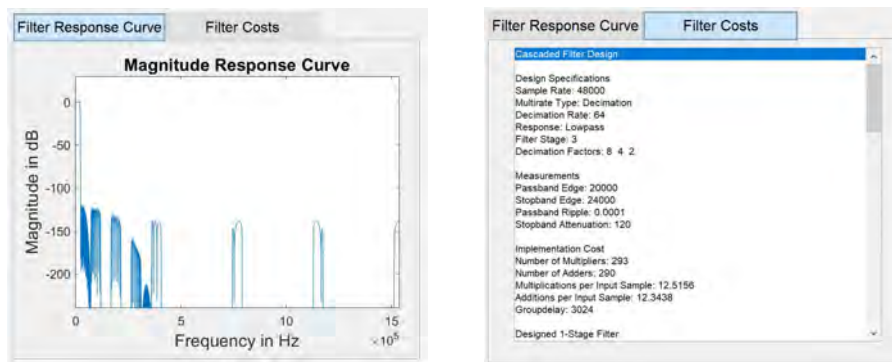 Filter Response Curve
Filter Costs
Magnitude Response Curve
Magnitude in dB
0
-50
-100
-150
-200
0
5
10
15
×10⁵
Frequency in Hz
Filter Response Curve
Filter Costs
Cascaded Filter Design
Design Specifications
Sample Rate: 48000
Multirate Type: Decimation
Decimation Rate: 64
Response: Lowpass
Filter Stage: 3
Decimation Factors: 8 4 2
Measurements
Passband Edge: 20000
Stopband Edge: 24000
Passband Ripple: 0.0001
Stopband Attenuation: 120
Implementation Cost
Number of Multipliers: 293
Number of Adders: 290
Multiplications per Input Sample: 12.5156
Additions per Input Sample: 12.3438
Groupdelay: 3024
Designed 1-Stage Filter